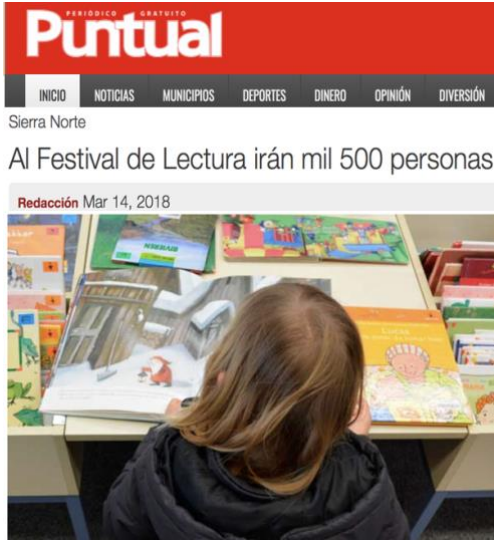 PERIÓDICO GRATUITO
Puntual
INICIO NOTICIAS MUNICIPIOS DEPORTES DINERO OPINIÓN DIVERSIÓN
Sierra Norte
Al Festival de Lectura irán mil 500 personas
Redacción Mar 14, 2018